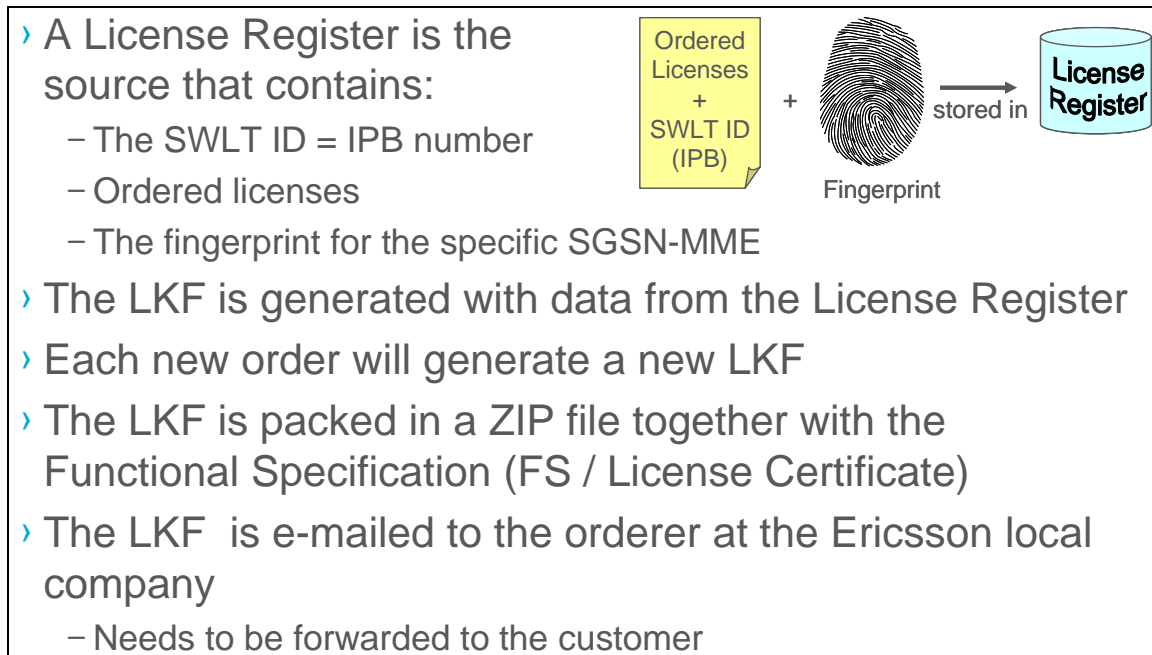 › A License Register is the
source that contains:
– The SWLT ID = IPB number
– Ordered licenses
– The fingerprint for the specific SGSN-MME
Ordered
Licenses
+
SWLT ID
(IPB)
+
Fingerprint
stored in
License
Register
› The LKF is generated with data from the License Register
› Each new order will generate a new LKF
› The LKF is packed in a ZIP file together with the
Functional Specification (FS / License Certificate)
› The LKF is e-mailed to the orderer at the Ericsson local
company
– Needs to be forwarded to the customer